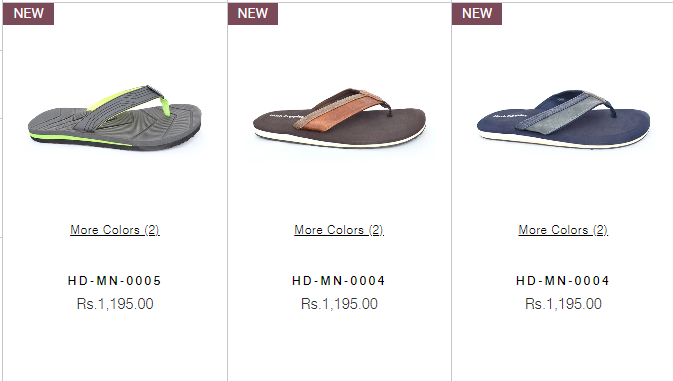 NEW
NEW
NEW
More Colors (2)
More Colors (2)
More Colors (2)
HD-MN-0005
HD-MN-0004
HD-MN-0004
Rs.1,195.00
Rs.1,195.00
Rs.1,195.00